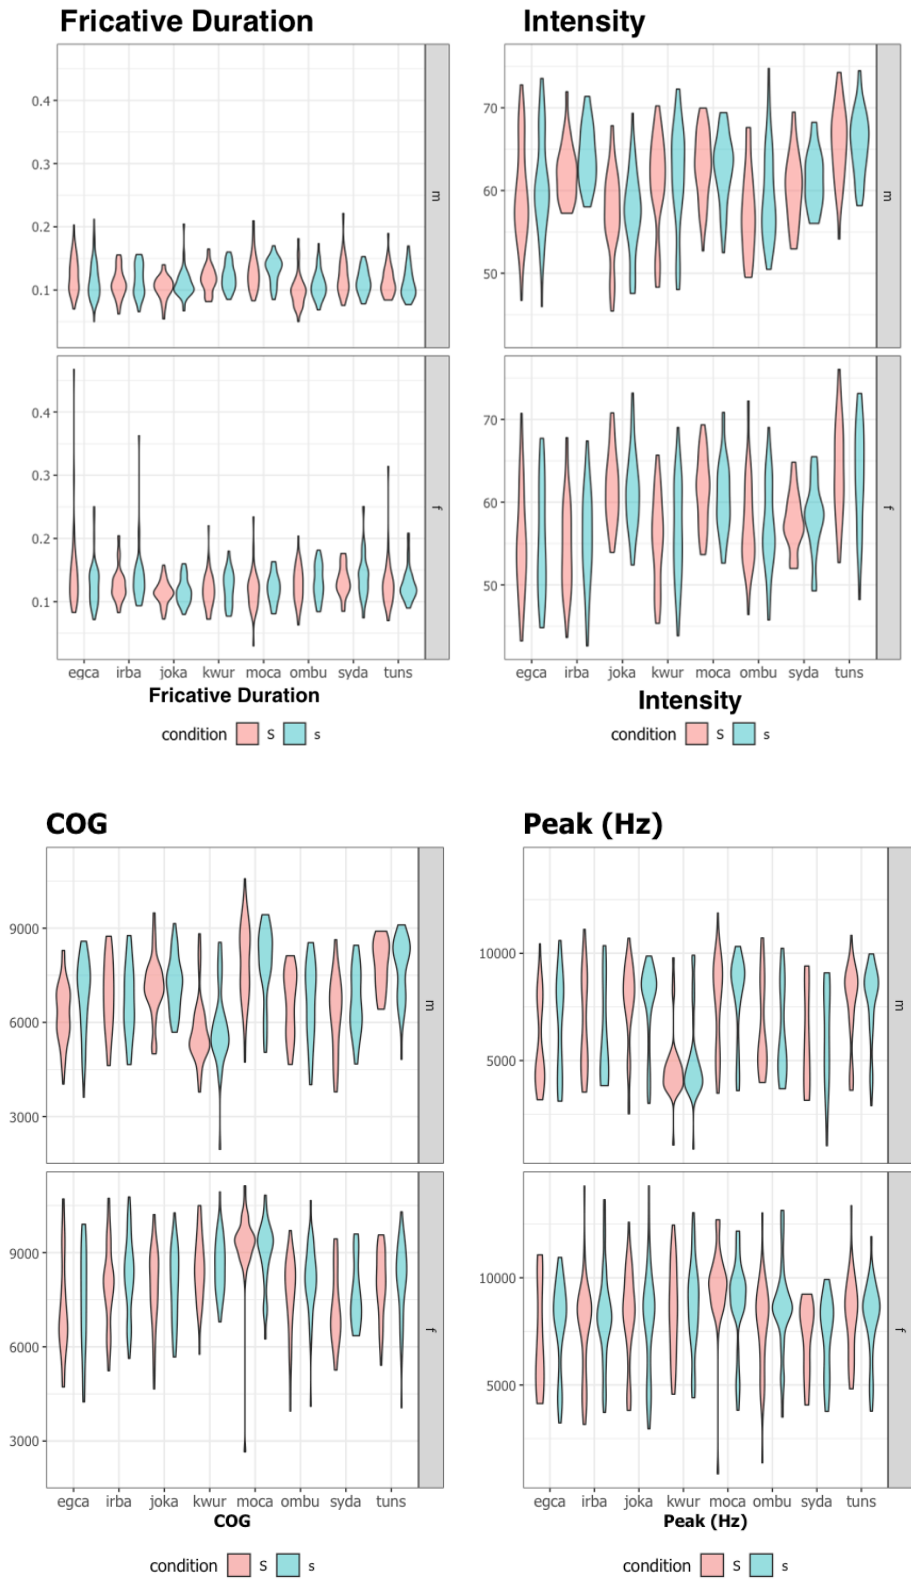 Fricative Duration
0.4
0.3
0.2
0.1
m
0.4
0.3
0.2
0.1
f
egca irba joka kwur moca ombu syda tuns
Fricative Duration
condition S s
Intensity
70
60
50
m
70
60
50
f
egca irba joka kwur moca ombu syda tuns
Intensity
condition S s
COG
9000
6000
3000
m
9000
6000
3000
f
egca irba joka kwur moca ombu syda tuns
COG
condition S s
Peak (Hz)
10000
5000
m
10000
5000
f
egca irba joka kwur moca ombu syda tuns
Peak (Hz)
condition S s